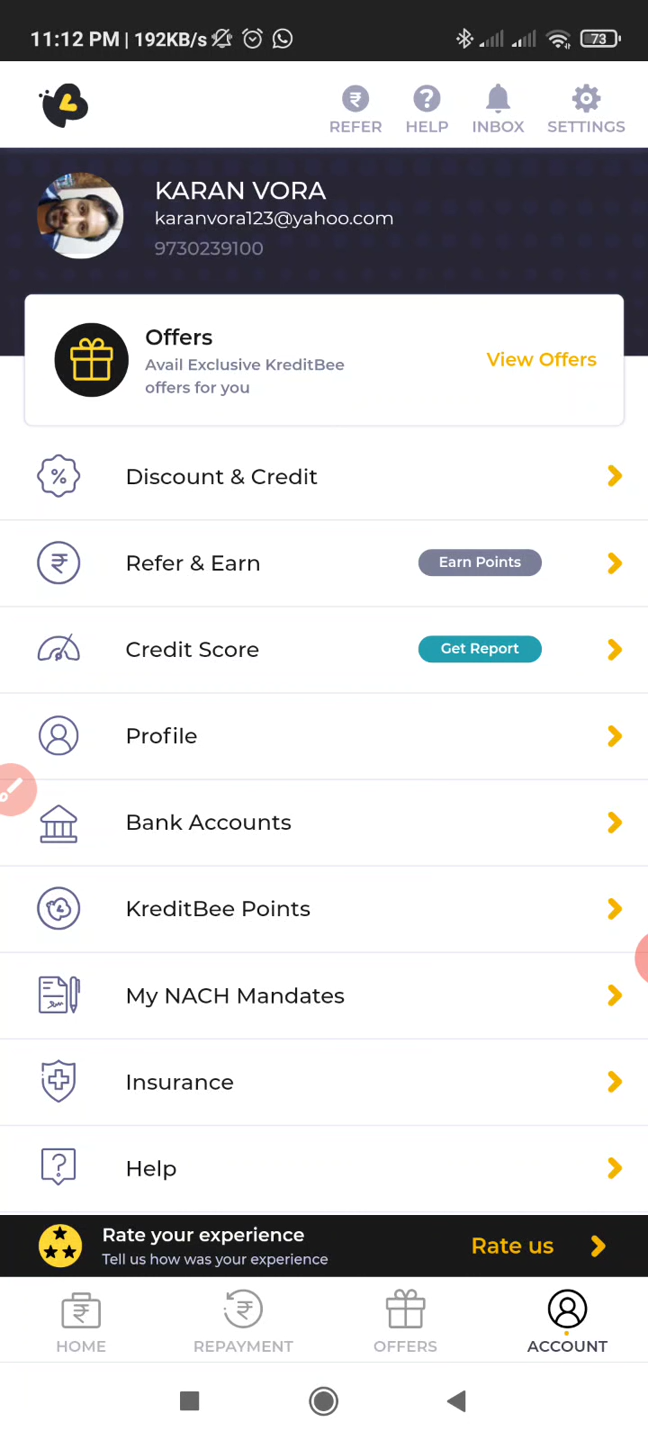 11:12 PM | 192KB/s
73
REFER
HELP
INBOX
SETTINGS
KARAN VORA
karanvora123@yahoo.com
9730239100
Offers
Avail Exclusive KreditBee
offers for you
View Offers
Discount & Credit
Refer & Earn
Earn Points
Credit Score
Get Report
Profile
Bank Accounts
KreditBee Points
My NACH Mandates
Insurance
Help
Rate your experience
Tell us how was your experience
Rate us
HOME
REPAYMENT
OFFERS
ACCOUNT